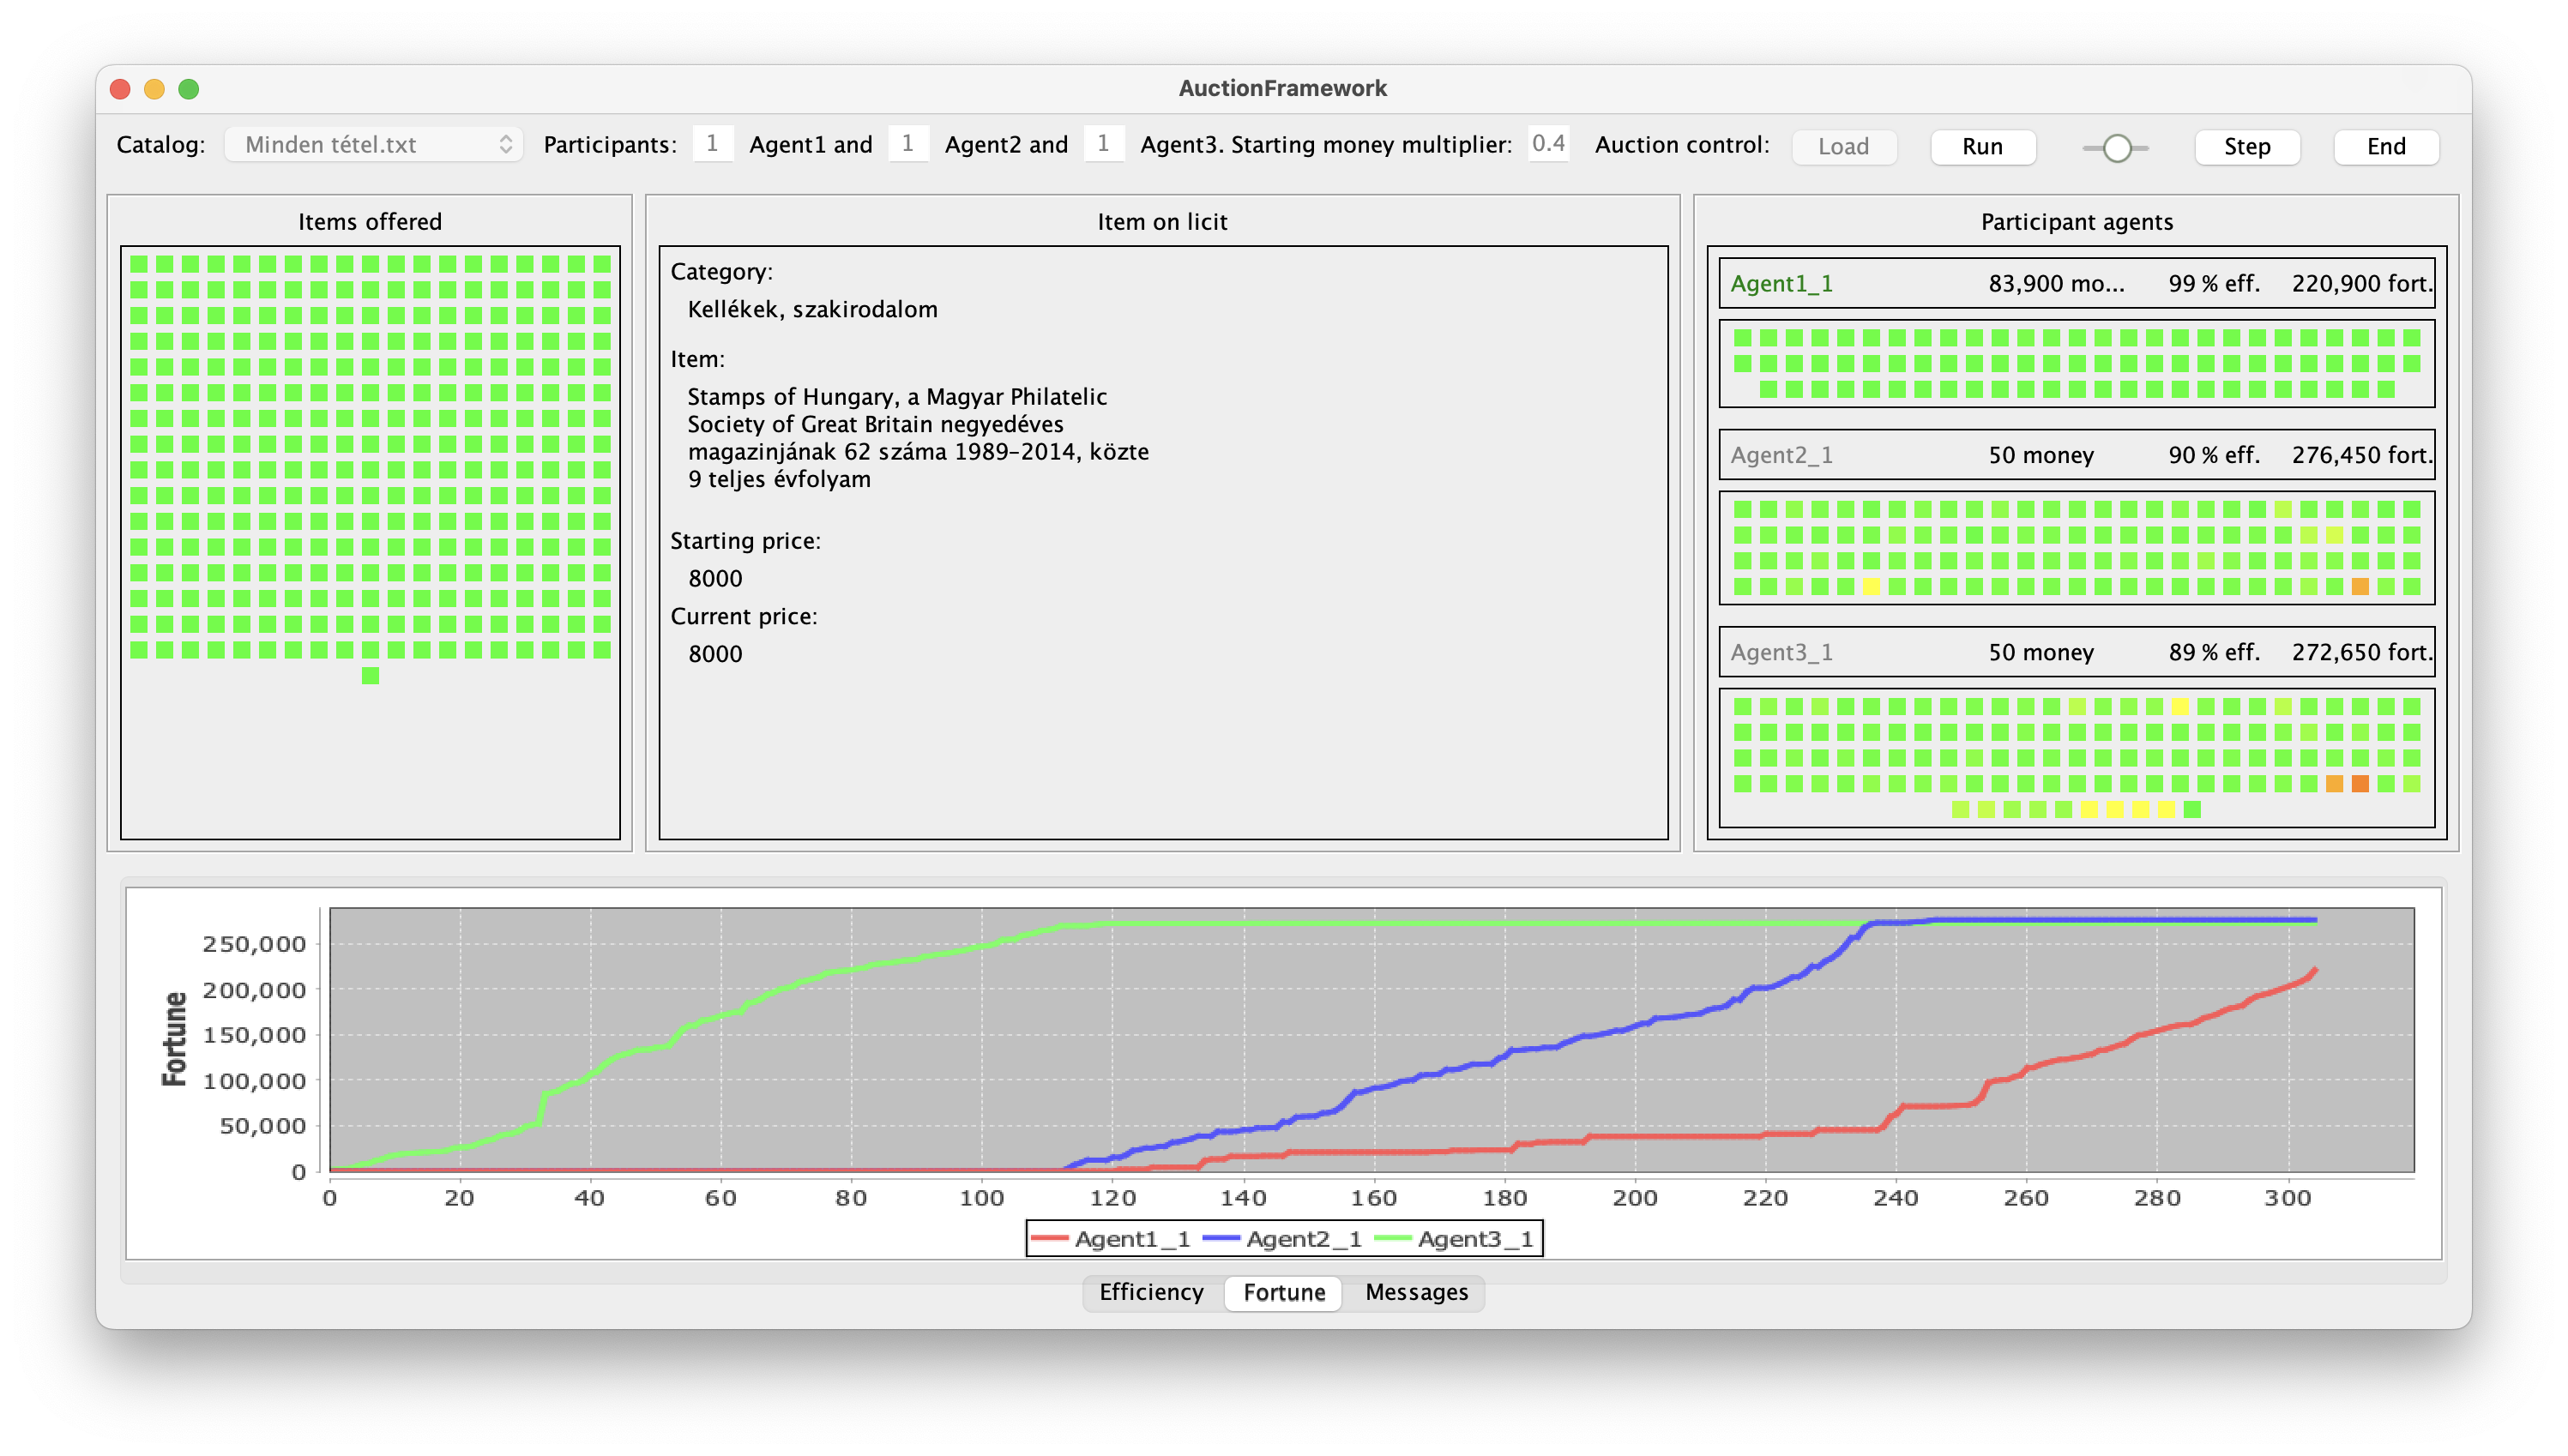 AuctionFramework
Catalog: Minden tétel.txt Participants: 1 Agent1 and 1 Agent2 and 1 Agent3. Starting money multiplier: 0.4 Auction control: Load Run Step End
Items offered
Item on licit
Category:
Kellékek, szakirodalom
Item:
Stamps of Hungary, a Magyar Philatelic
Society of Great Britain negyedéves
magazinjának 62 száma 1989-2014, közte
9 teljes évfolyam
Starting price:
8000
Current price:
8000
Participant agents
Agent1_1 83,900 mo... 99 % eff. 220,900 fort.
Agent2_1 50 money 90 % eff. 276,450 fort.
Agent3_1 50 money 89 % eff. 272,650 fort.
Fortune
250,000
200,000
150,000
100,000
50,000
0
0 20 40 60 80 100 120 140 160 180 200 220 240 260 280 300
Agent1_1 Agent2_1 Agent3_1
Efficiency Fortune Messages